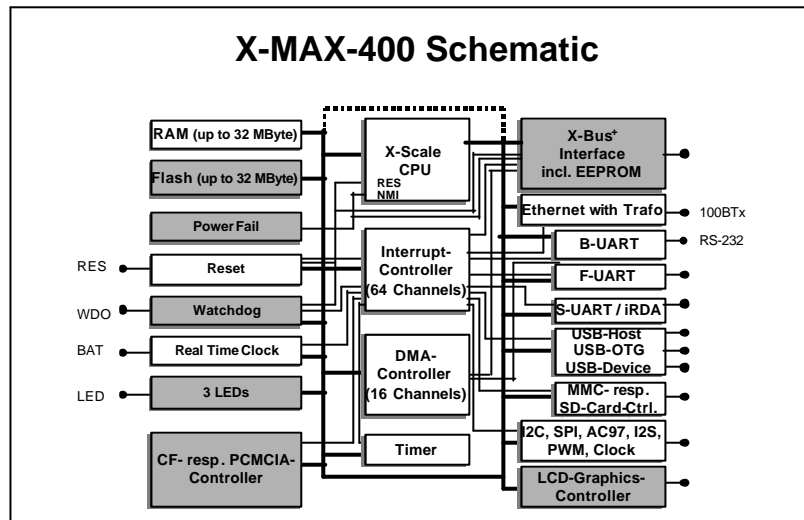 X-MAX-400 Schematic
RAM (up to 32 MByte)
Flash (up to 32 MByte)
Power Fail
RES
Reset
WDO
Watchdog
BAT
Real Time Clock
LED
3 LEDs
CF- resp. PCMCIA-
Controller
X-Scale
CPU
RES
NMI
Interrupt-
Controller
(64 Channels)
DMA-
Controller
(16 Channels)
Timer
X-Bus+
Interface
incl. EEPROM
Ethernet with Trafo
100BTx
B-UART
RS-232
F-UART
S-UART / iRDA
USB-Host
USB-OTG
USB-Device
MMC- resp.
SD-Card-Ctrl.
I2C, SPI, AC97, I2S,
PWM, Clock
LCD-Graphics-
Controller